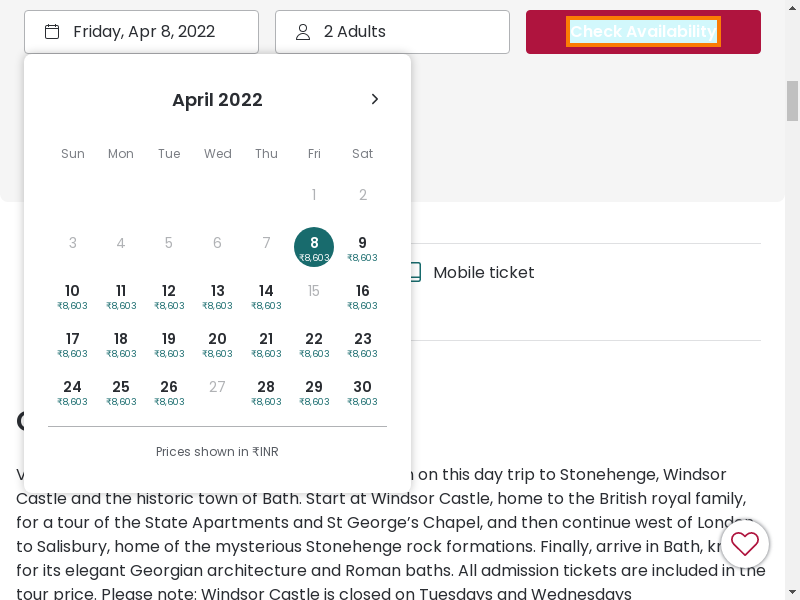 Friday, Apr 8, 2022
2 Adults
Check Availability
April 2022
Sun Mon Tue Wed Thu Fri Sat
1 2
3 4 5 6 7 8 9
₹8,603 ₹8,603
10 11 12 13 14 15 16
₹8,603 ₹8,603 ₹8,603 ₹8,603 ₹8,603 ₹8,603
17 18 19 20 21 22 23
₹8,603 ₹8,603 ₹8,603 ₹8,603 ₹8,603 ₹8,603 ₹8,603
24 25 26 27 28 29 30
₹8,603 ₹8,603 ₹8,603 ₹8,603 ₹8,603 ₹8,603
Prices shown in ₹INR
Mobile ticket
on this day trip to Stonehenge, Windsor
Castle and the historic town of Bath. Start at Windsor Castle, home to the British royal family,
for a tour of the State Apartments and St George’s Chapel, and then continue west of London
to Salisbury, home of the mysterious Stonehenge rock formations. Finally, arrive in Bath,
for its elegant Georgian architecture and Roman baths. All admission tickets are included in the
tour price. Please note: Windsor Castle is closed on Tuesdays and Wednesdays